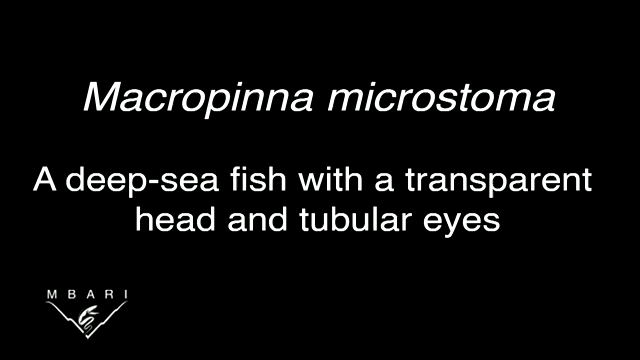 Macropinna microstoma
A deep-sea fish with a transparent
head and tubular eyes
MBARI